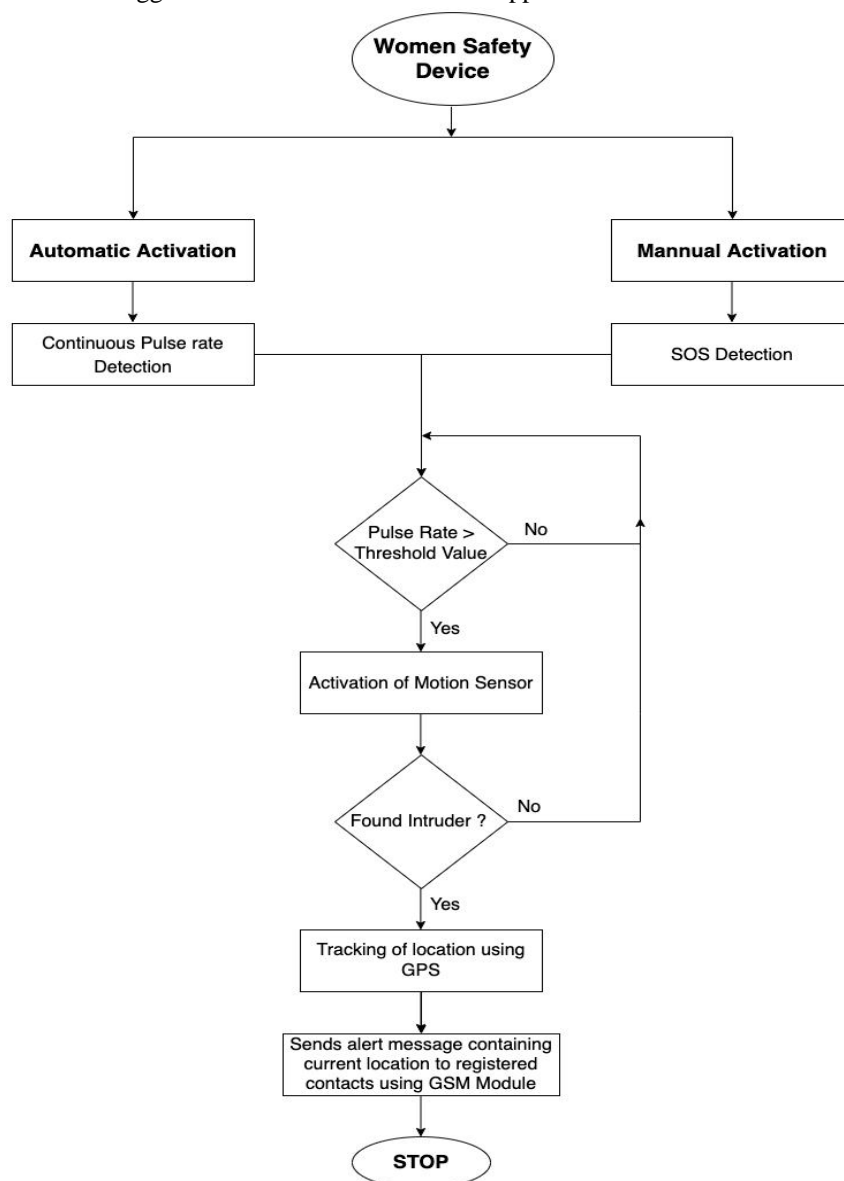 Women Safety
Device
Automatic Activation
Mannual Activation
Continuous Pulse rate
Detection
SOS Detection
Pulse Rate >
Threshold Value
No
Yes
Activation of Motion Sensor
Found Intruder ?
No
Yes
Tracking of location using
GPS
Sends alert message containing
current location to registered
contacts using GSM Module
STOP